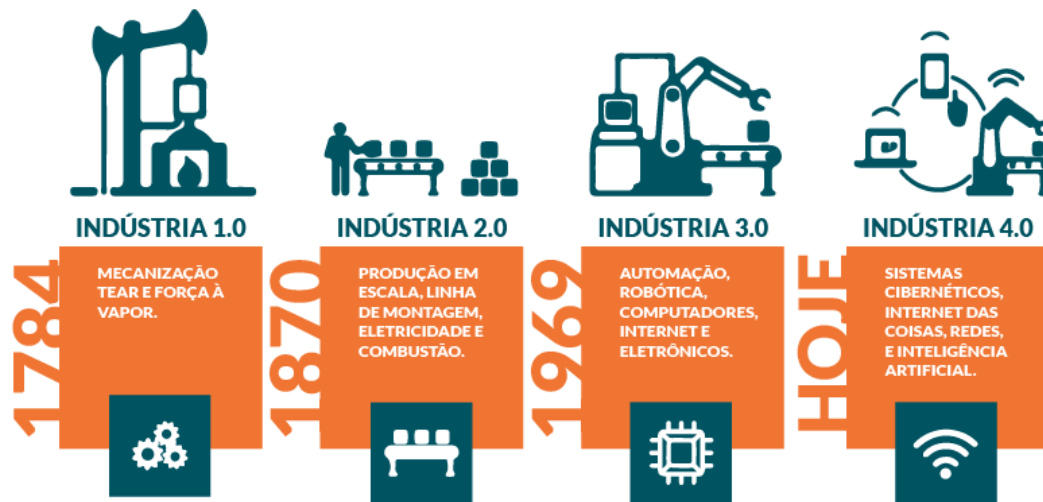 INDÚSTRIA 1.0
1784
MECANIZAÇÃO
TEAR E FORÇA À
VAPOR.
INDÚSTRIA 2.0
1870
PRODUÇÃO EM
ESCALA, LINHA
DE MONTAGEM,
ELETRICIDADE E
COMBUSTÃO.
INDÚSTRIA 3.0
1969
AUTOMAÇÃO,
ROBÓTICA,
COMPUTADORES,
INTERNET E
ELETRÔNICOS.
INDÚSTRIA 4.0
HOJE
SISTEMAS
CIBERNÉTICOS,
INTERNET DAS
COISAS, REDES,
E INTELIGÊNCIA
ARTIFICIAL.